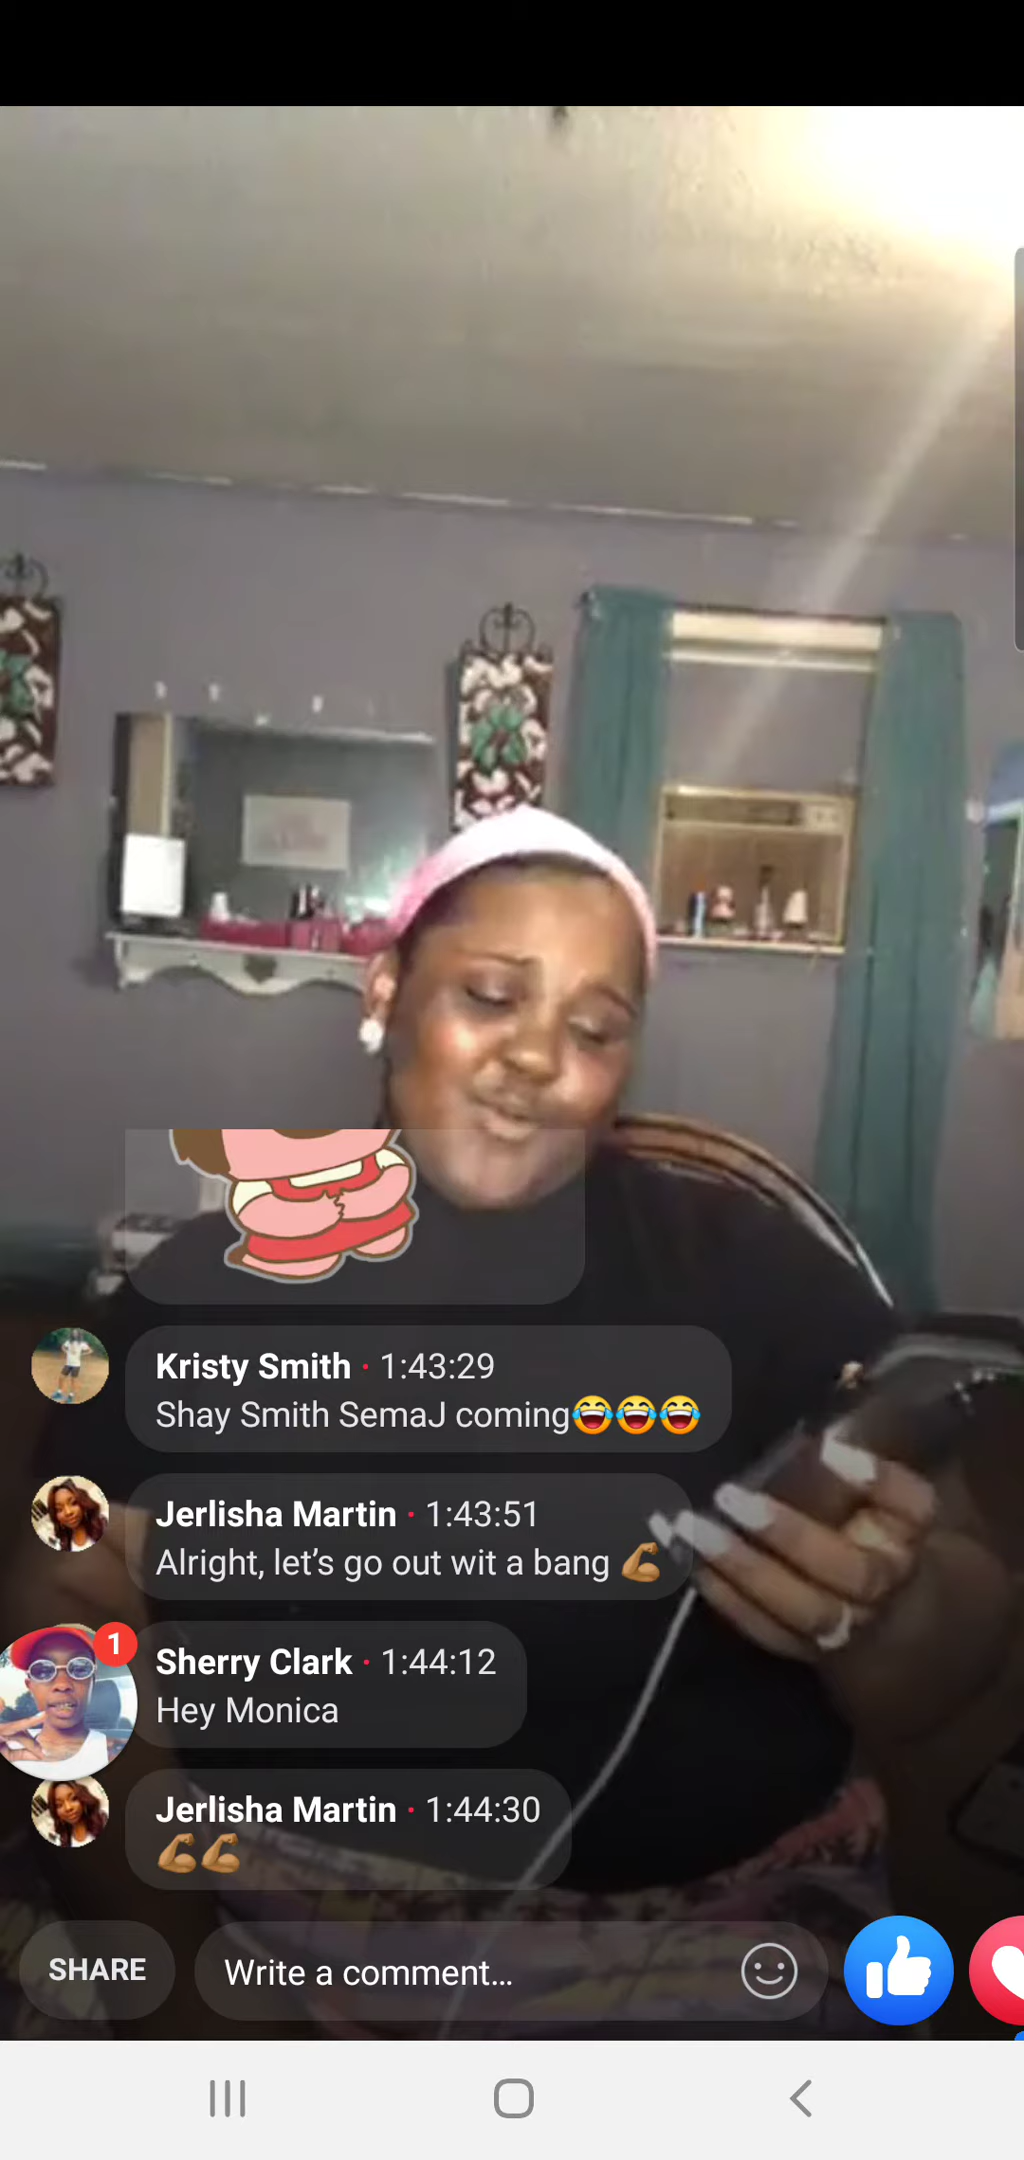 Kristy Smith · 1:43:29
Shay Smith SemaJ coming😂😂😂
Jerlisha Martin · 1:43:51
Alright, let’s go out wit a bang 💪🏾
1
Sherry Clark · 1:44:12
Hey Monica
Jerlisha Martin · 1:44:30
💪🏾💪🏾
SHARE
Write a comment...